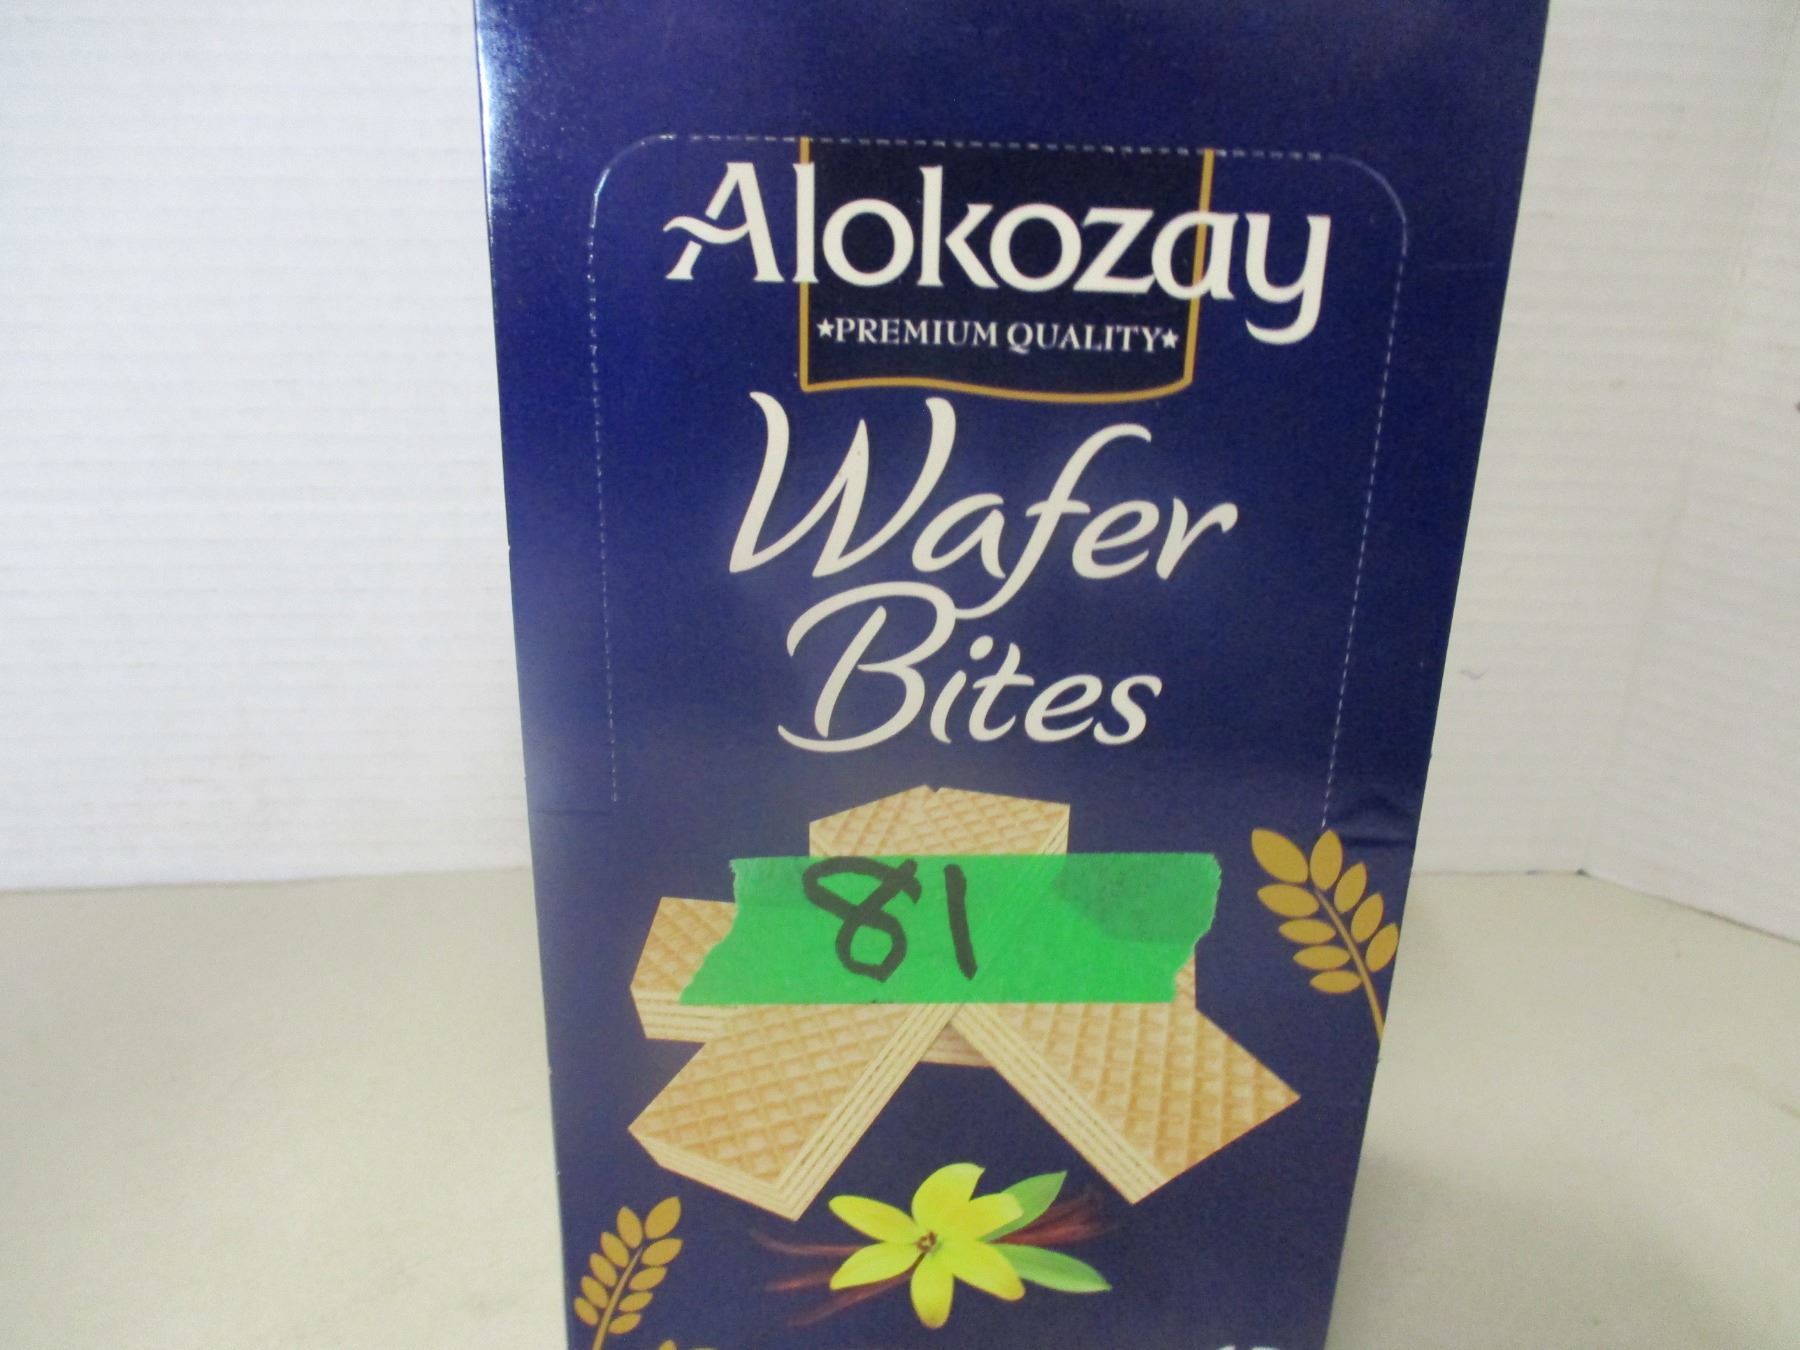 Alokozay
★PREMIUM QUALITY★
Wafer
Bites
81